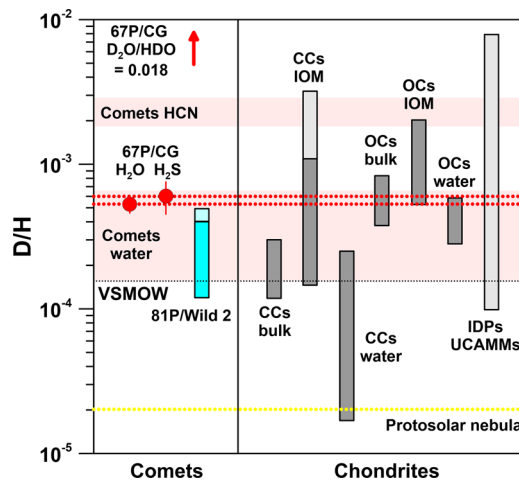 10⁻²
10⁻³
10⁻⁴
10⁻⁵
D/H
67P/CG
D₂O/HDO
= 0.018
Comets HCN
67P/CG
H₂O H₂S
Comets
water
VSMOW
81P/Wild 2
CCs
IOM
OCs
IOM
OCs
bulk
OCs
water
CCs
bulk
CCs
water
IDPs
UCAMMs
Protosolar nebula
Comets
Chondrites